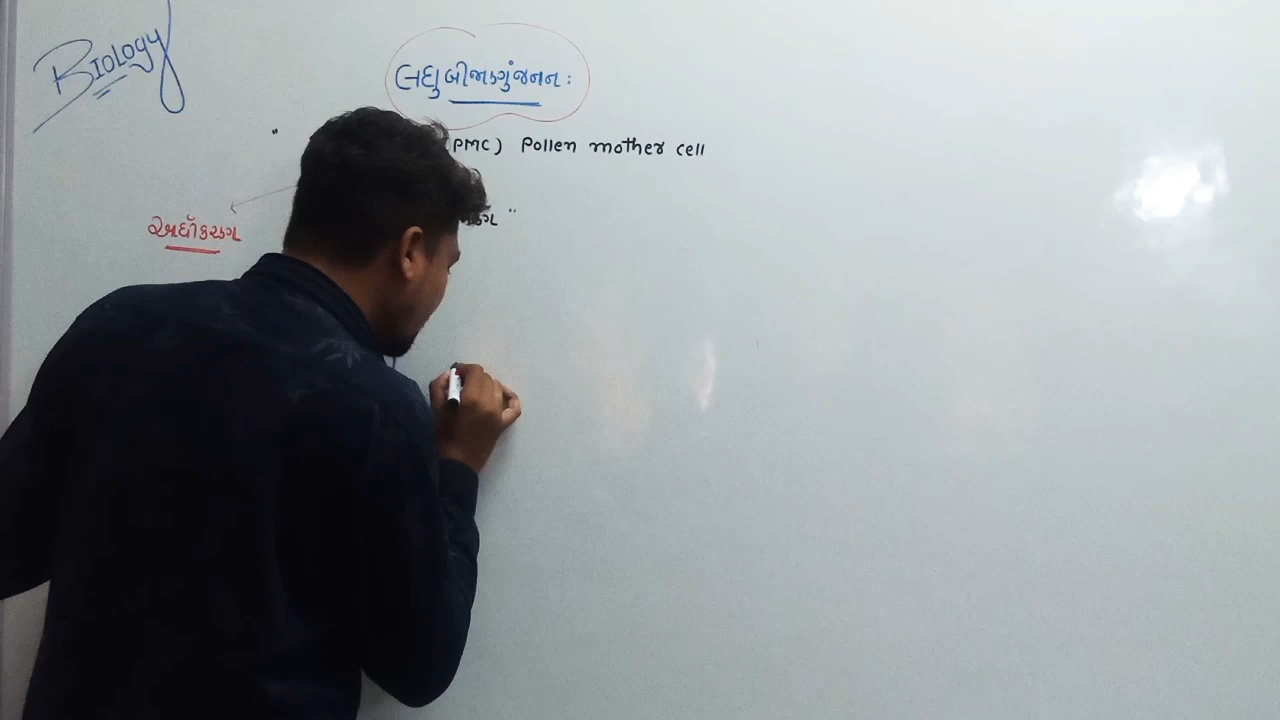 Biology
લઘુબીજાણુંજનન :
"
(PMC) Pollen mother cell
અર્ધીકરણ
"